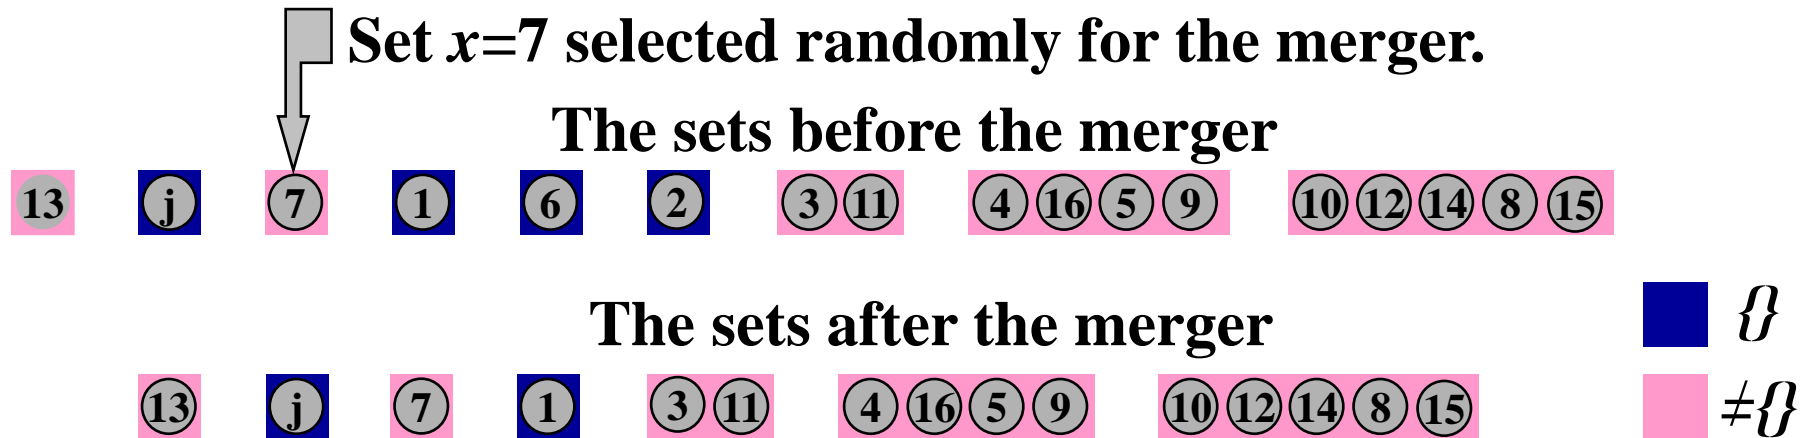 Set x=7 selected randomly for the merger.
The sets before the merger
13 j 7 1 6 2 3 11 4 16 5 9 10 12 14 8 15
{}
The sets after the merger
13 j 7 1 3 11 4 16 5 9 10 12 14 8 15
≠{}